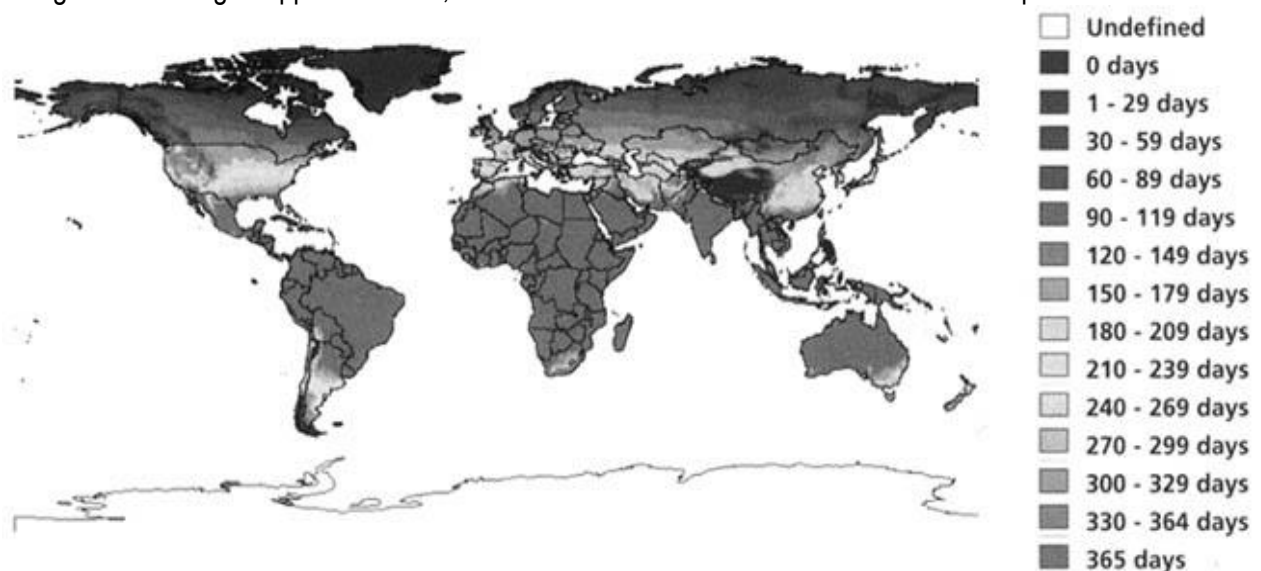 Undefined
0 days
1 - 29 days
30 - 59 days
60 - 89 days
90 - 119 days
120 - 149 days
150 - 179 days
180 - 209 days
210 - 239 days
240 - 269 days
270 - 299 days
300 - 329 days
330 - 364 days
365 days